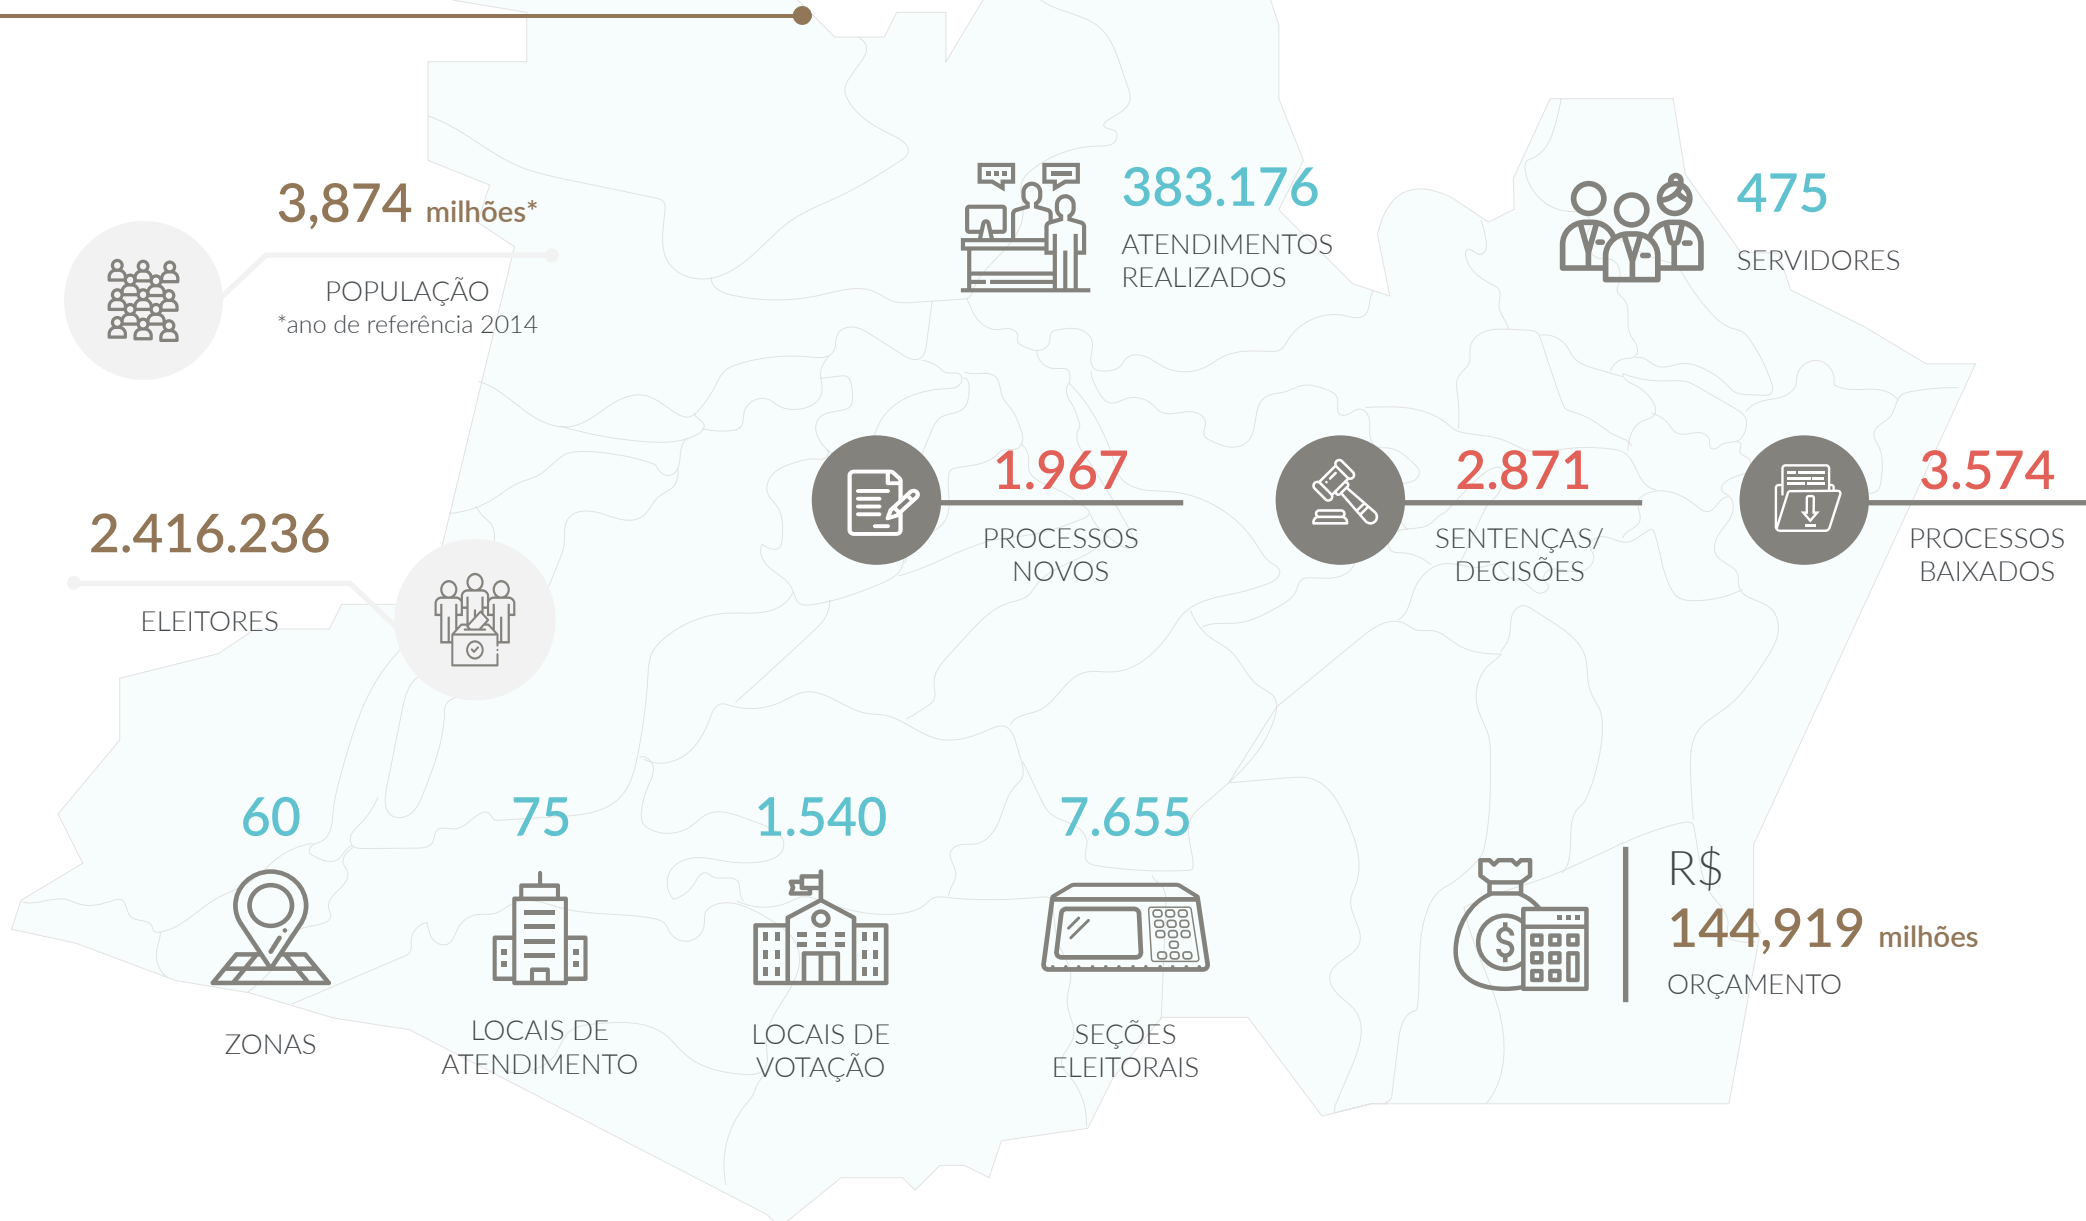 3,874 milhões*
POPULAÇÃO
*ano de referência 2014
383.176
ATENDIMENTOS
REALIZADOS
475
SERVIDORES
2.416.236
ELEITORES
1.967
PROCESSOS
NOVOS
2.871
SENTENÇAS/
DECISÕES
3.574
PROCESSOS
BAIXADOS
60
ZONAS
75
LOCAIS DE
ATENDIMENTO
1.540
LOCAIS DE
VOTAÇÃO
7.655
SEÇÕES
ELEITORAIS
R$
144,919 milhões
ORÇAMENTO